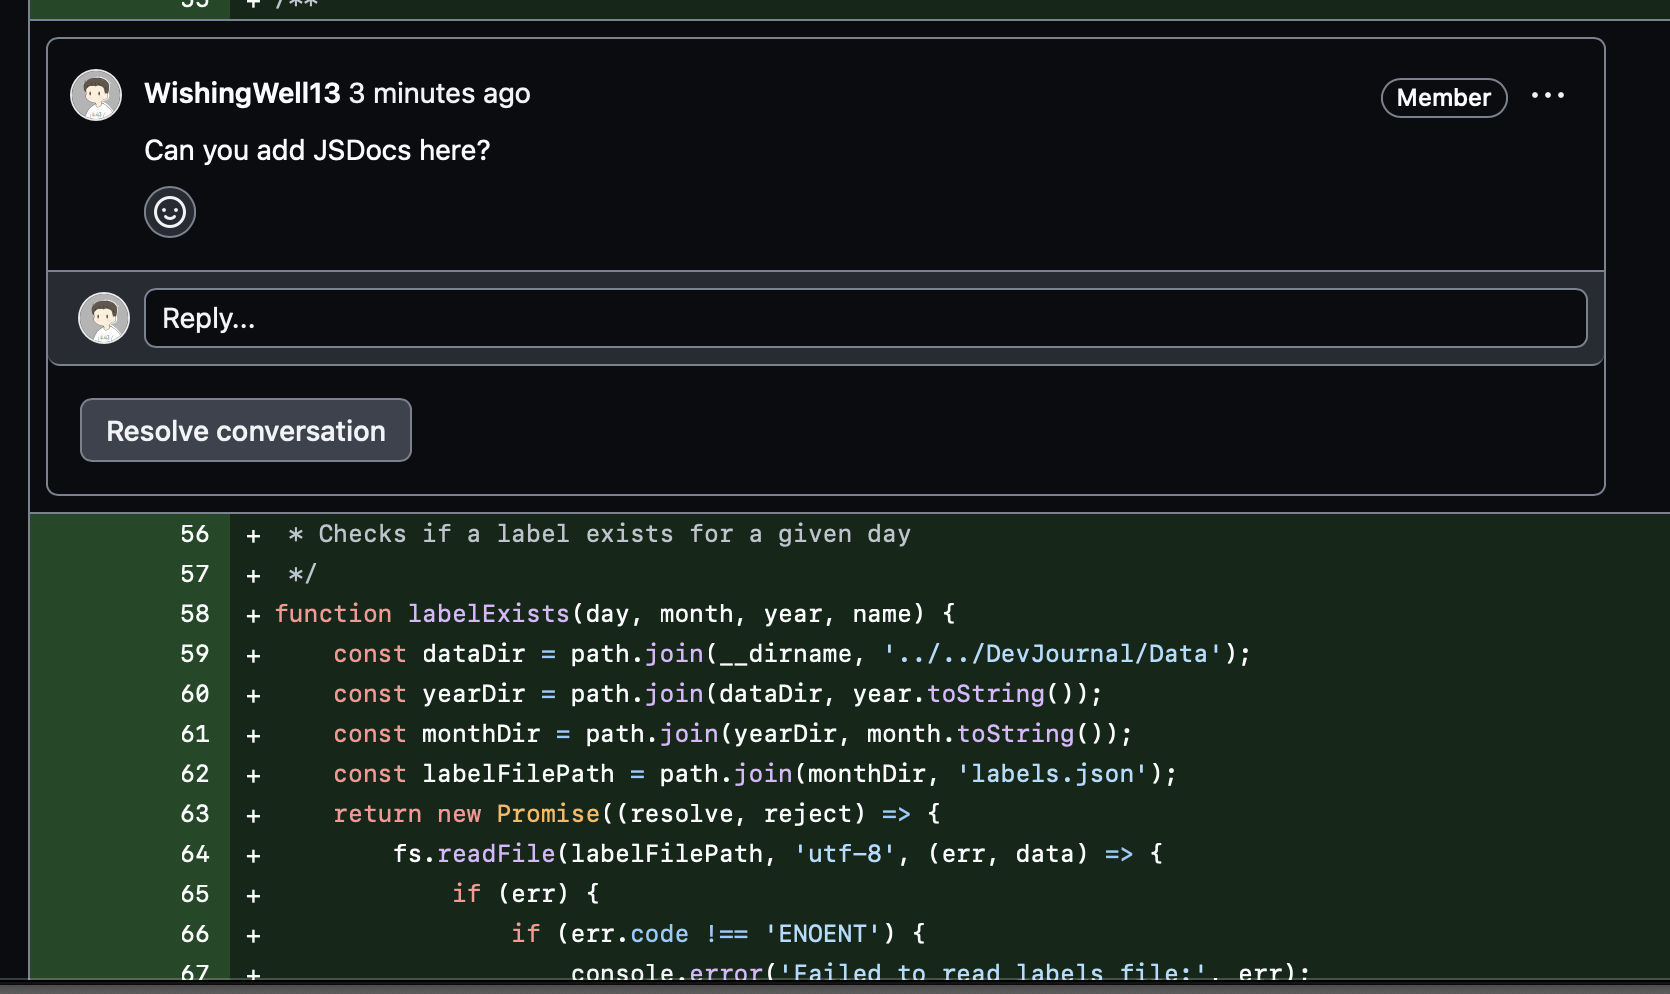 55 + /**
WishingWell13 3 minutes ago
Member
Can you add JSDocs here?
Reply...
Resolve conversation
56 + * Checks if a label exists for a given day
57 + */
58 + function labelExists(day, month, year, name) {
59 + const dataDir = path.join(__dirname, '../../DevJournal/Data');
60 + const yearDir = path.join(dataDir, year.toString());
61 + const monthDir = path.join(yearDir, month.toString());
62 + const labelFilePath = path.join(monthDir, 'labels.json');
63 + return new Promise((resolve, reject) => {
64 + fs.readFile(labelFilePath, 'utf-8', (err, data) => {
65 + if (err) {
66 + if (err.code !== 'ENOENT') {
67 + console.error('Failed to read labels file:', err);